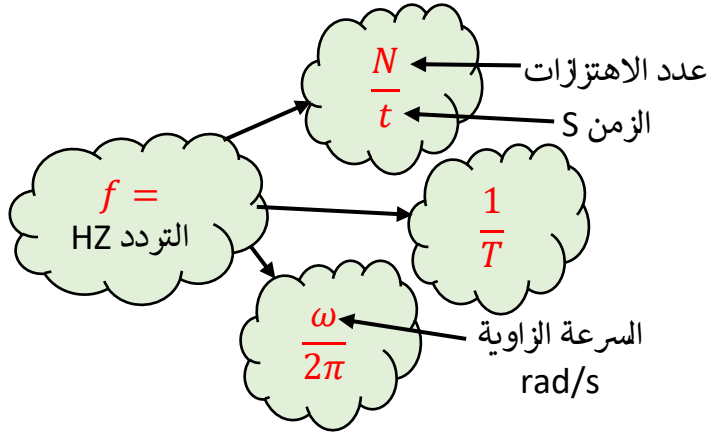 N
t
عدد الاهتزازات
الزمن S
f =
التردد HZ
1
T
ω
2π
السرعة الزاوية
rad/s